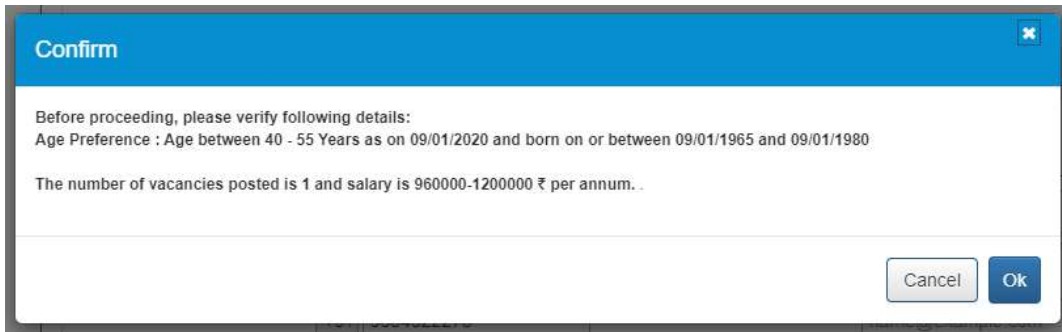 Confirm
Before proceeding, please verify following details:
Age Preference : Age between 40 - 55 Years as on 09/01/2020 and born on or between 09/01/1965 and 09/01/1980
The number of vacancies posted is 1 and salary is 960000-1200000 ₹ per annum. .
Cancel Ok